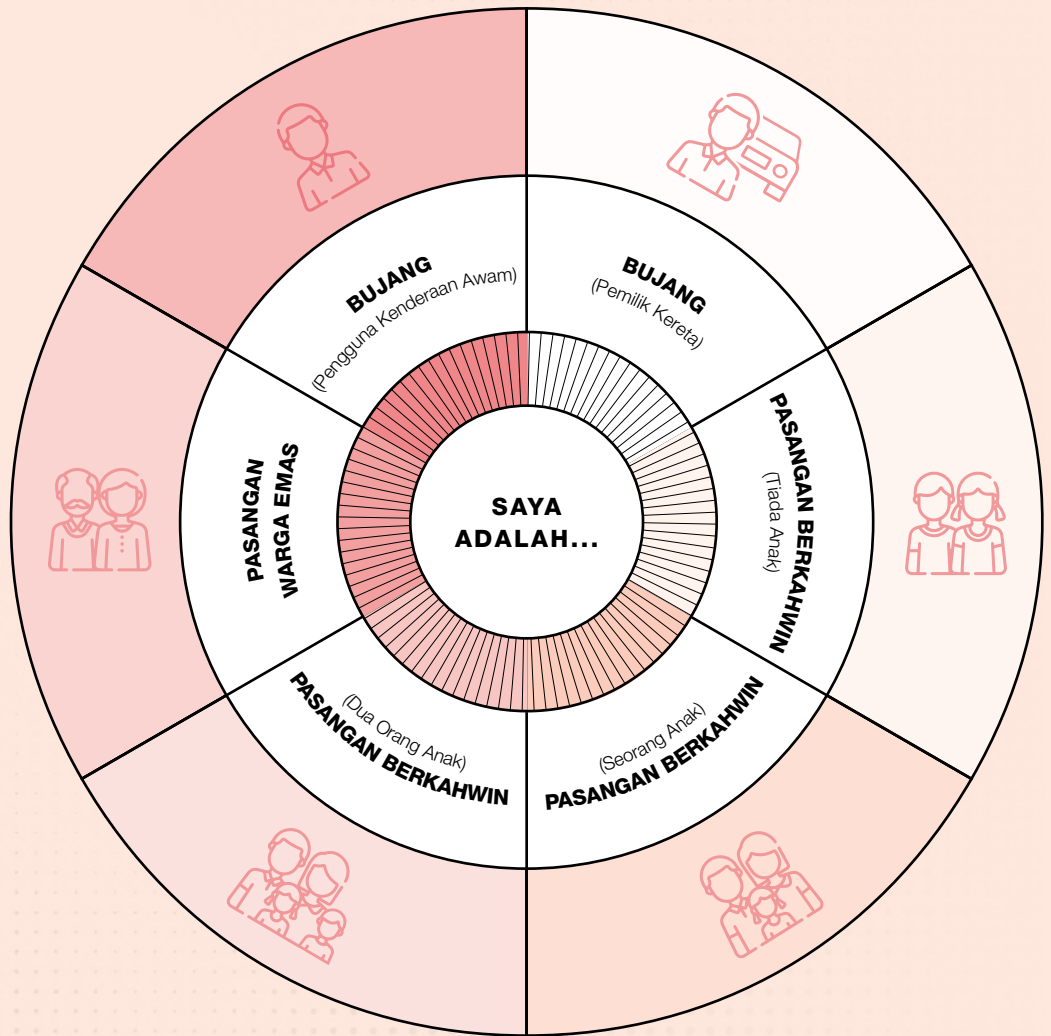 SAYA
ADALAH...
BUJANG
(Pemilik Kereta)
PASANGAN BERKAHWIN
(Tiada Anak)
(Seorang Anak)
PASANGAN BERKAHWIN
(Dua Orang Anak)
PASANGAN BERKAHWIN
PASANGAN
WARGA EMAS
BUJANG
(Pengguna Kenderaan Awam)